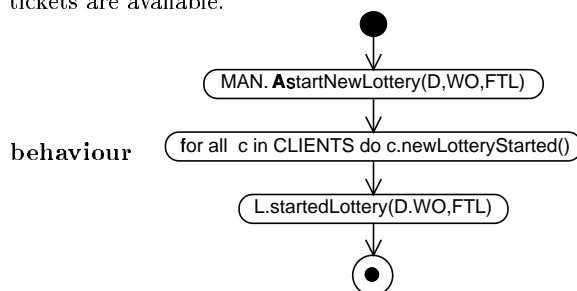 tickets are available.
MAN. AstartNewLottery(D,WO,FTL)
behaviour for all c in CLIENTS do c.newLotteryStarted()
L.startedLottery(D.WO,FTL)